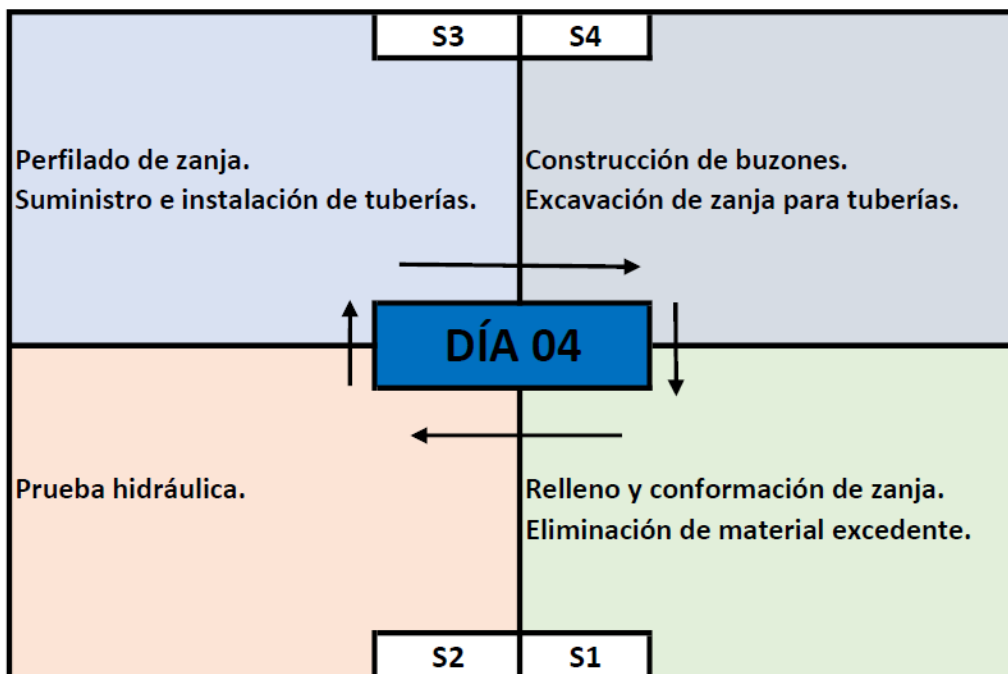 S3
S4
Perfilado de zanja.
Suministro e instalación de tuberías.
Construcción de buzones.
Excavación de zanja para tuberías.
DÍA 04
Prueba hidráulica.
Relleno y conformación de zanja.
Eliminación de material excedente.
S2
S1